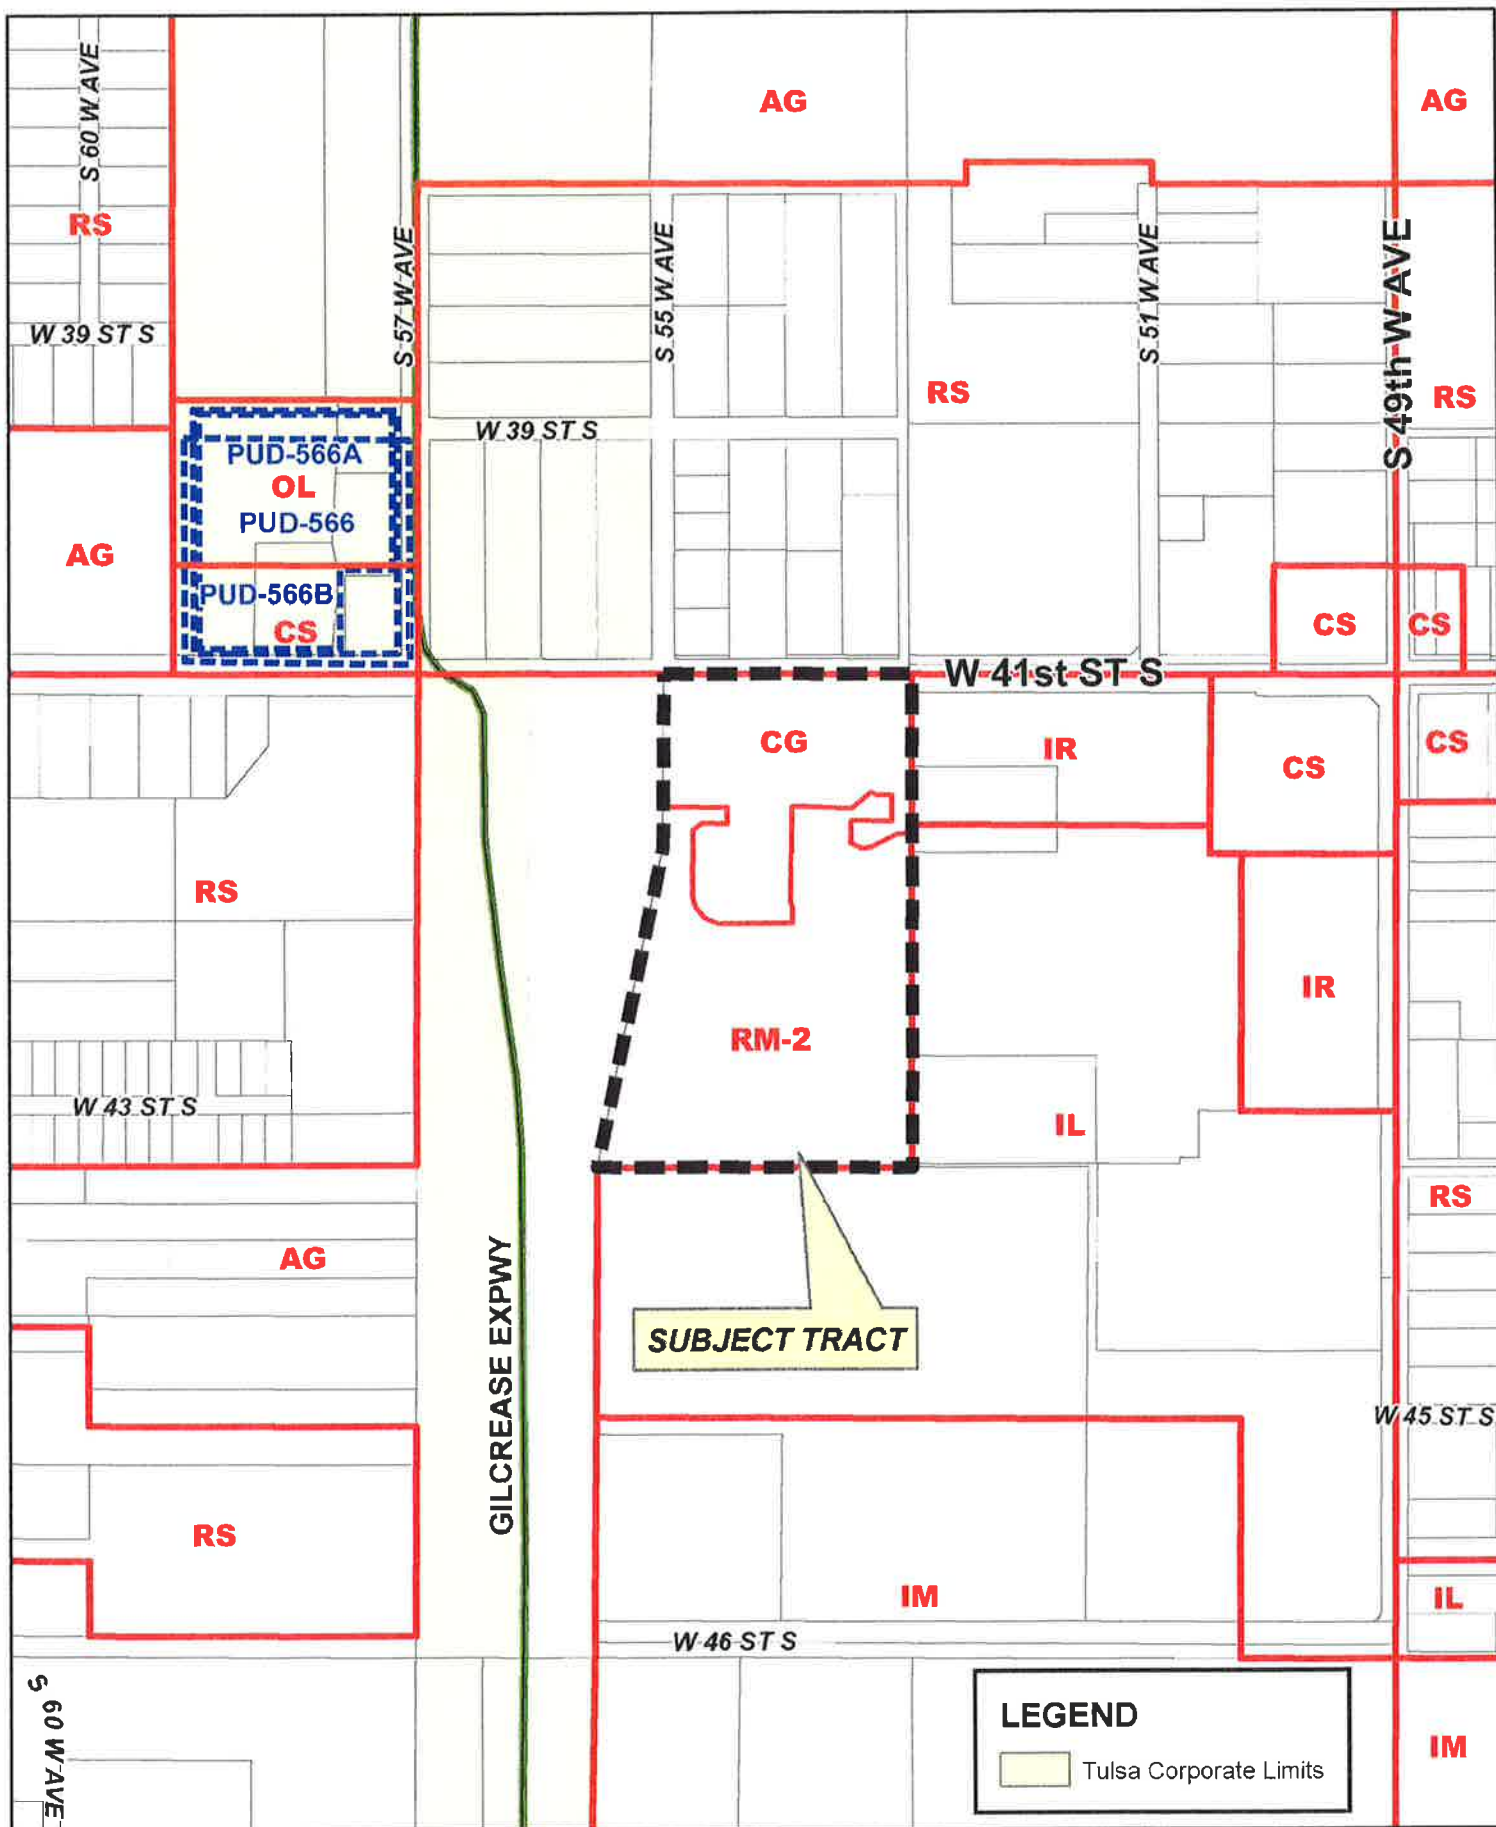 AG
AG
S 60 W AVE
RS
S 57 W AVE
S 55 W AVE
S 51 W AVE
S 49th W AVE
W 39 ST S
RS
RS
W 39 ST S
PUD-566A
OL
PUD-566
AG
PUD-566B
CS
CS
CS
W 41st ST S
CG
IR
CS
CS
RS
IR
RM-2
W 43 ST S
IL
RS
AG
GILCREASE EXPWY
SUBJECT TRACT
W 45 ST S
RS
IM
IL
W 46 ST S
S 60 W AVE
LEGEND
Tulsa Corporate Limits
IM